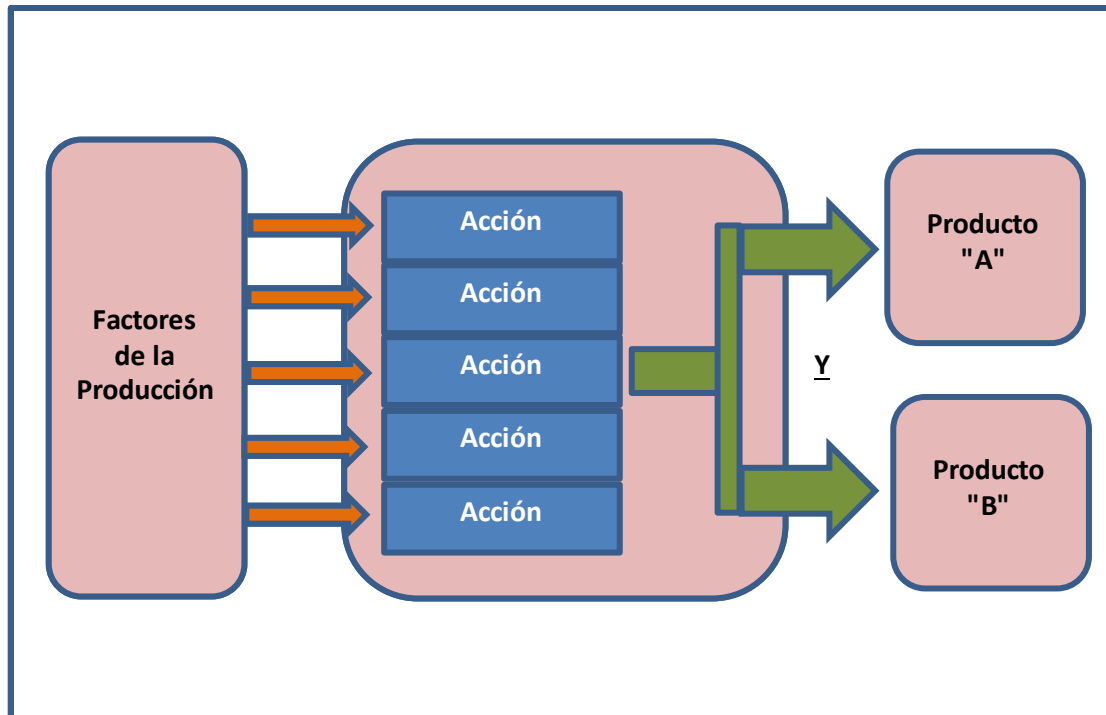 Factores
de la
Producción
Acción
Acción
Acción
Acción
Acción
Y
Producto
"A"
Producto
"B"